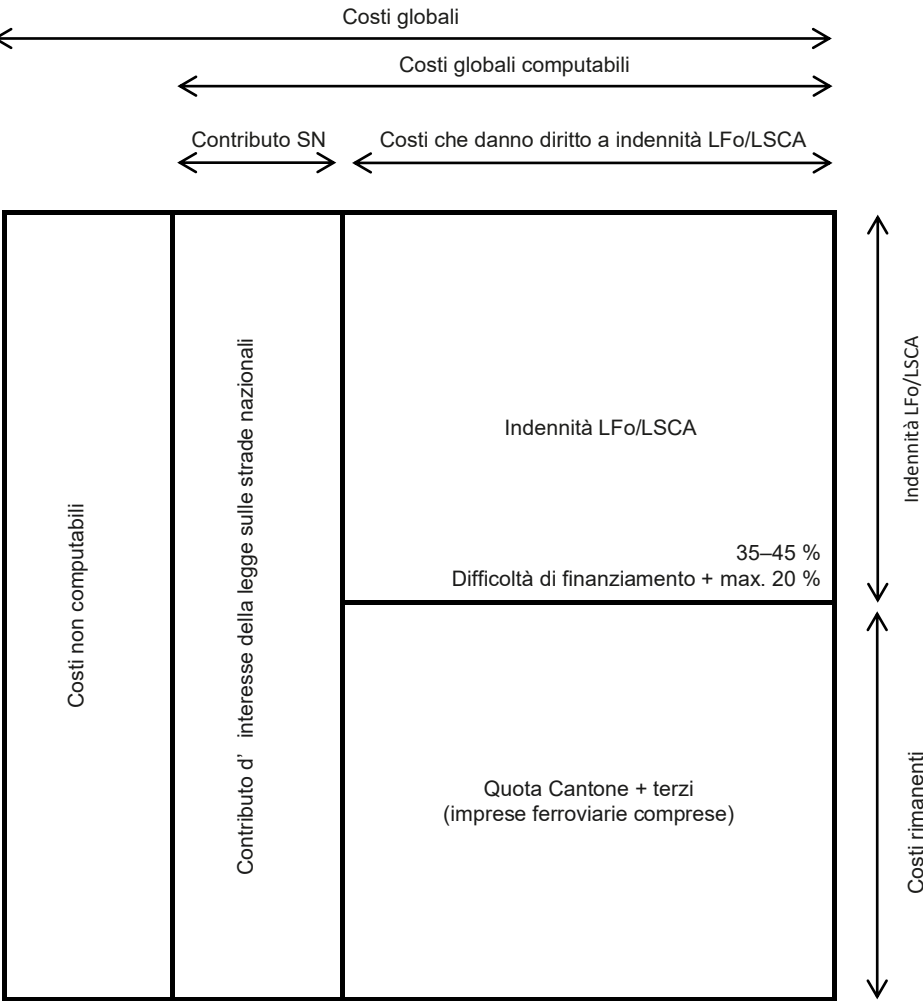 Costi globali
Costi globali computabili
Contributo SN
Costi che danno diritto a indennità LFo/LSCA
Costi non computabili
Contributo d’ interesse della legge sulle strade nazionali
Indennità LFo/LSCA
35–45 %
Difficoltà di finanziamento + max. 20 %
Quota Cantone + terzi
(imprese ferroviarie comprese)
Indennità LFo/LSCA
Costi rimanenti